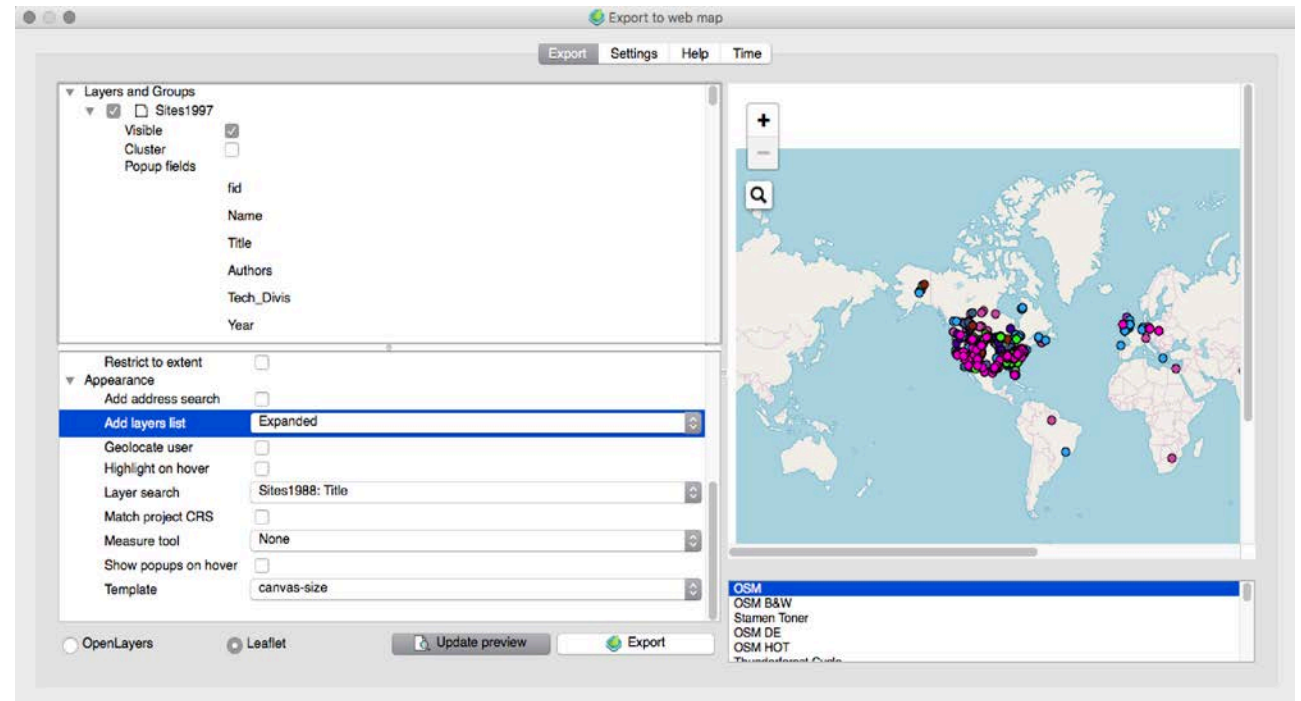 Export to web map
Export Settings Help Time
Layers and Groups
Sites1997
Visible
Cluster
Popup fields
fid
Name
Title
Authors
Tech_Divis
Year
Restrict to extent
Appearance
Add address search
Add layers list Expanded
Geolocate user
Highlight on hover
Layer search Sites1988: Title
Match project CRS
Measure tool None
Show popups on hover
Template canvas-size
OpenLayers Leaflet Update preview Export
+
−
OSM
OSM B&W
Stamen Toner
OSM DE
OSM HOT